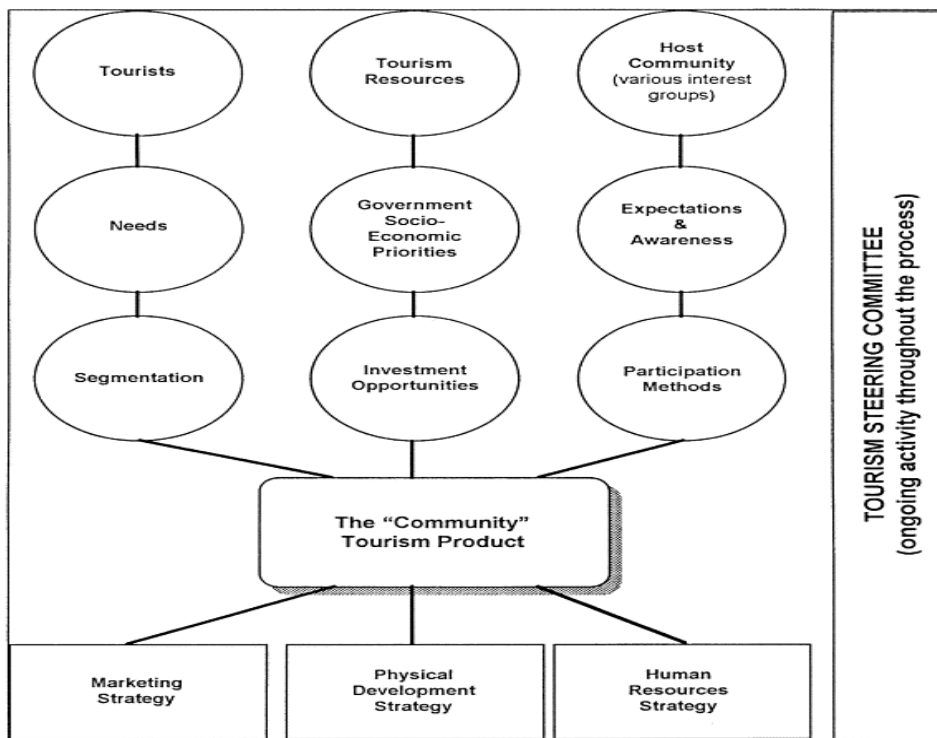 Tourists
Tourism
Resources
Host
Community
(various interest
groups)
Needs
Government
Socio-
Economic
Priorities
Expectations
&
Awareness
Segmentation
Investment
Opportunities
Participation
Methods
The “Community”
Tourism Product
Marketing
Strategy
Physical
Development
Strategy
Human
Resources
Strategy
TOURISM STEERING COMMITTEE
(ongoing activity throughout the process)